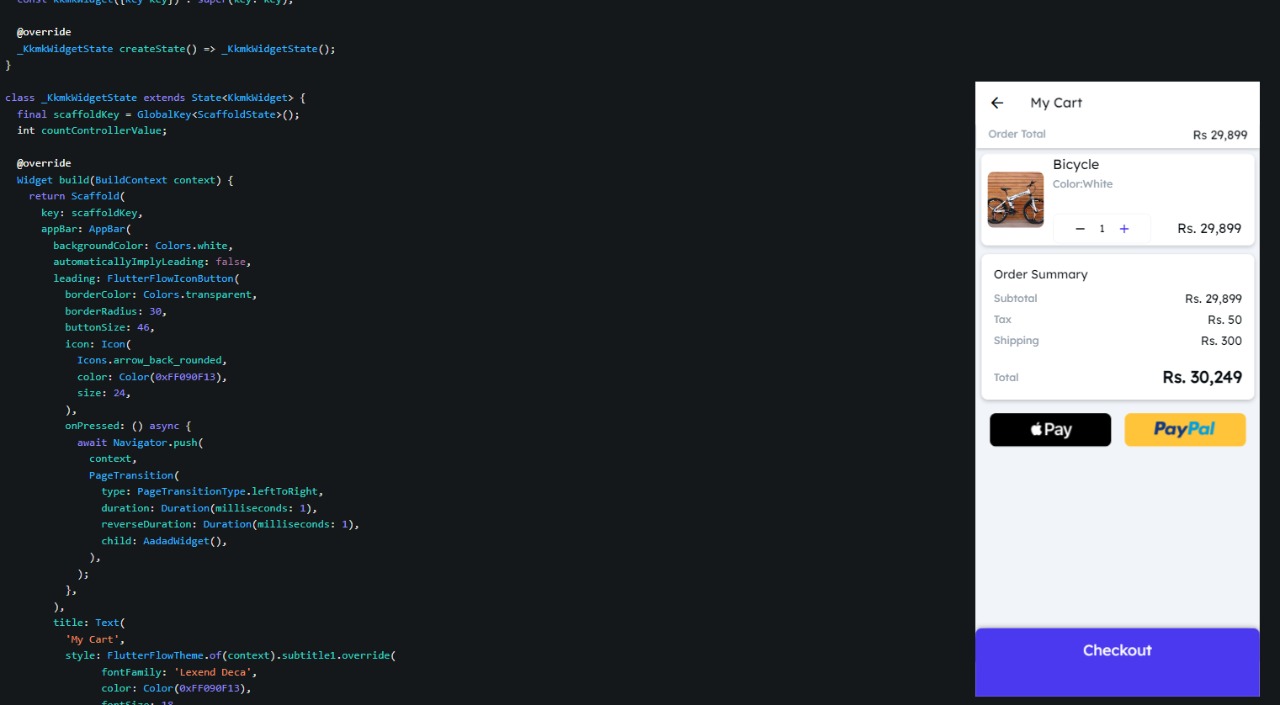 const KkmkWidget({Key key}) : super(key: key);
@override
_KkmkWidgetState createState() => _KkmkWidgetState();
}
class _KkmkWidgetState extends State<KkmkWidget> {
final scaffoldKey = GlobalKey<ScaffoldState>();
int countControllerValue;
@override
Widget build(BuildContext context) {
return Scaffold(
key: scaffoldKey,
appBar: AppBar(
backgroundColor: Colors.white,
automaticallyImplyLeading: false,
leading: FlutterFlowIconButton(
borderColor: Colors.transparent,
borderRadius: 30,
buttonSize: 46,
icon: Icon(
Icons.arrow_back_rounded,
color: Color(0xFF090F13),
size: 24,
),
onPressed: () async {
await Navigator.push(
context,
PageTransition(
type: PageTransitionType.leftToRight,
duration: Duration(milliseconds: 1),
reverseDuration: Duration(milliseconds: 1),
child: AadadWidget(),
),
);
},
),
title: Text(
'My Cart',
style: FlutterFlowTheme.of(context).subtitle1.override(
fontFamily: 'Lexend Deca',
color: Color(0xFF090F13),
fontSize: 18
My Cart
Order Total Rs 29,899
Bicycle
Color:White
− 1 + Rs. 29,899
Order Summary
Subtotal Rs. 29,899
Tax Rs. 50
Shipping Rs. 300
Total Rs. 30,249
Pay PayPal
Checkout